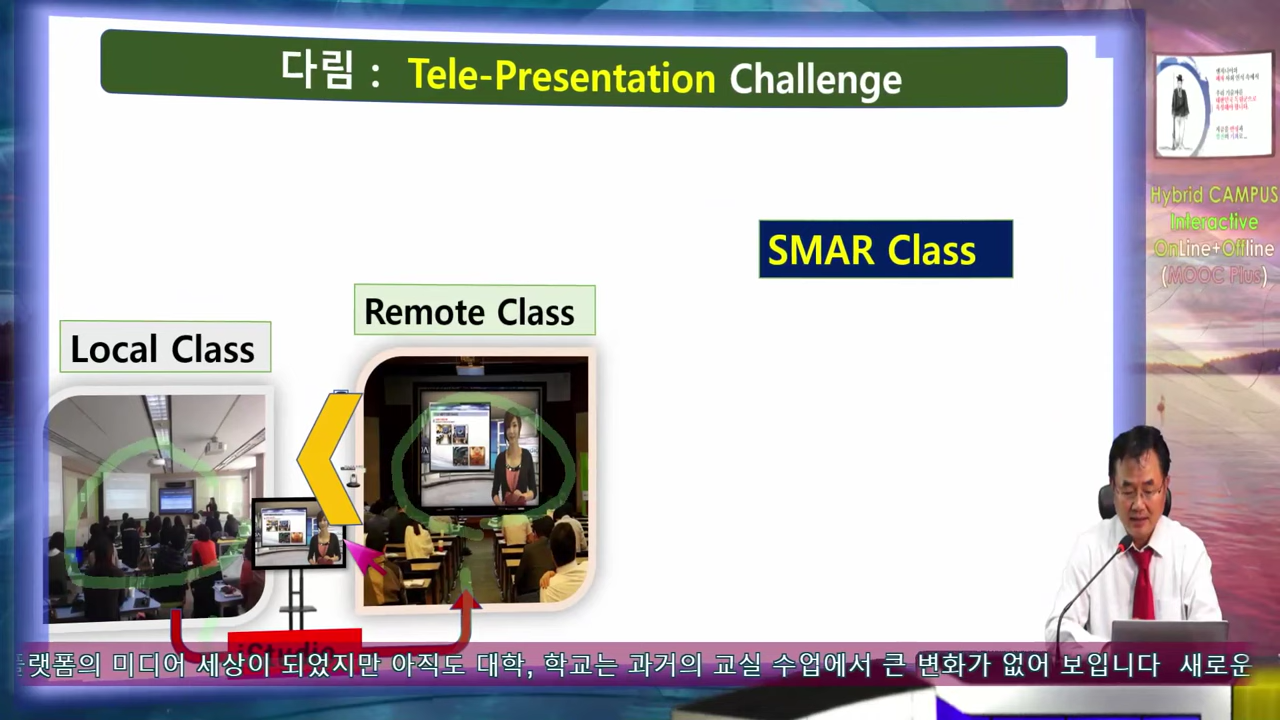 다림 : Tele-Presentation Challenge
SMAR Class
Remote Class
Local Class
Hybrid CAMPUS
Interactive
OnLine+Offline
(MOOC Plus)
iStudio
플랫폼의 미디어 세상이 되었지만 아직도 대학, 학교는 과거의 교실 수업에서 큰 변화가 없어 보입니다 새로운